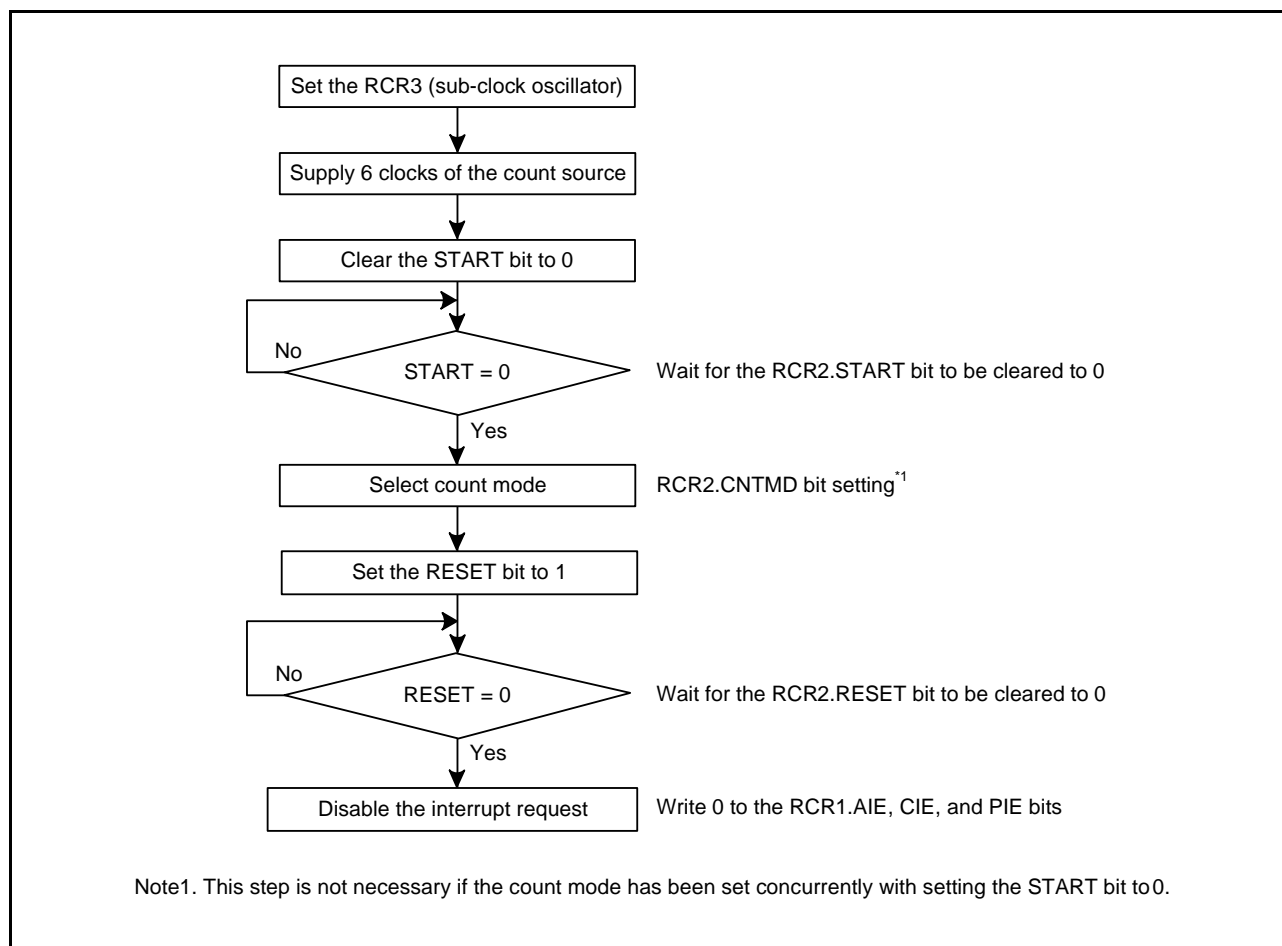 Set the RCR3 (sub-clock oscillator)
Supply 6 clocks of the count source
Clear the START bit to 0
No
START = 0
Wait for the RCR2.START bit to be cleared to 0
Yes
Select count mode
RCR2.CNTMD bit setting*1
Set the RESET bit to 1
No
RESET = 0
Wait for the RCR2.RESET bit to be cleared to 0
Yes
Disable the interrupt request
Write 0 to the RCR1.AIE, CIE, and PIE bits
Note1. This step is not necessary if the count mode has been set concurrently with setting the START bit to 0.